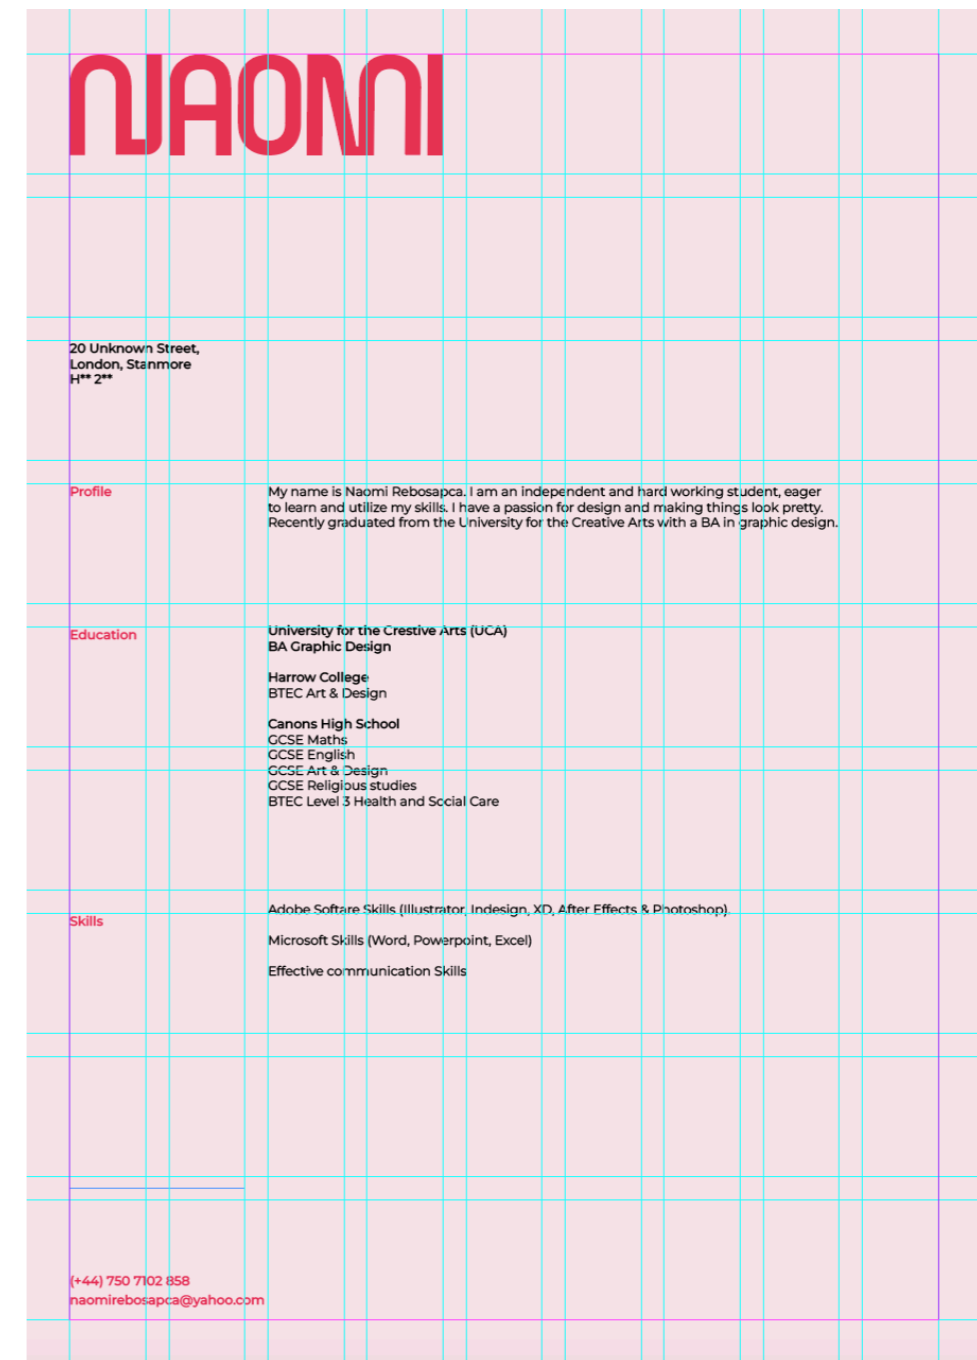 NAOMI
20 Unknown Street,
London, Stanmore
H** 2**
Profile
My name is Naomi Rebosapca. I am an independent and hard working student, eager
to learn and utilize my skills. I have a passion for design and making things look pretty.
Recently graduated from the University for the Creative Arts with a BA in graphic design.
Education
University for the Crestive Arts (UCA)
BA Graphic Design
Harrow College
BTEC Art & Design
Canons High School
GCSE Maths
GCSE English
GCSE Art & Design
GCSE Religious studies
BTEC Level 3 Health and Social Care
Skills
Adobe Softare Skills (Illustrator, Indesign, XD, After Effects & Photoshop).
Microsoft Skills (Word, Powerpoint, Excel)
Effective communication Skills
(+44) 750 7102 858
naomirebosapca@yahoo.com